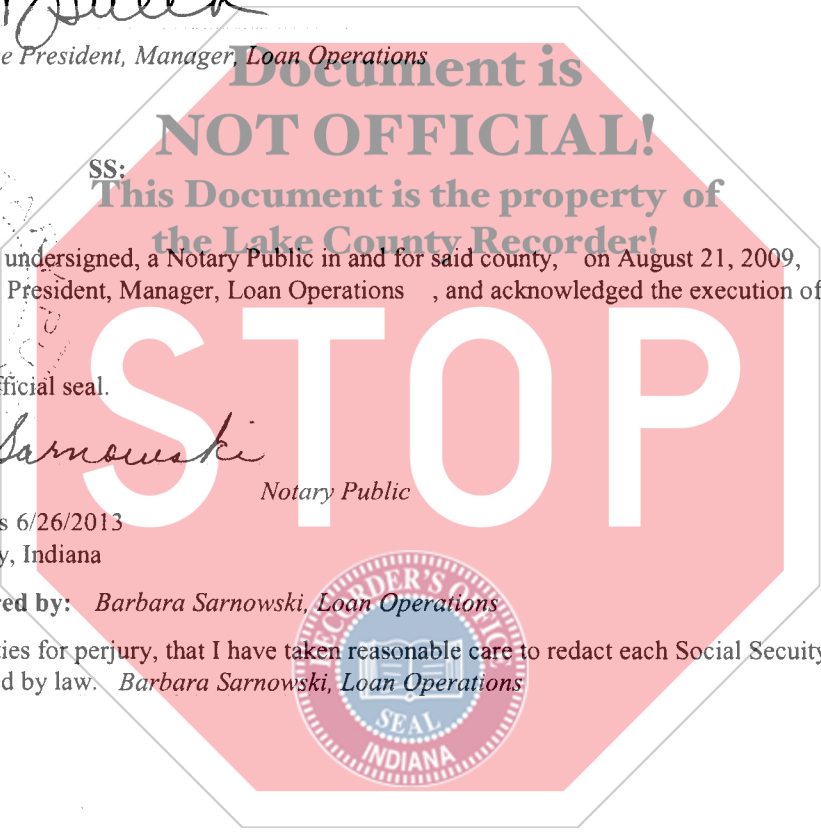 e President, Manager, Loan Operations
Document is
NOT OFFICIAL!
SS:
This Document is the property of
the Lake County Recorder!
undersigned, a Notary Public in and for said county, on August 21, 2009,
President, Manager, Loan Operations , and acknowledged the execution of
STOP
fficial seal.
Sarnowski
Notary Public
s 6/26/2013
y, Indiana
red by: Barbara Sarnowski, Loan Operations
ties for perjury, that I have taken reasonable care to redact each Social Secuity
d by law. Barbara Sarnowski, Loan Operations
RECORDER'S OFFICE
SEAL
INDIANA